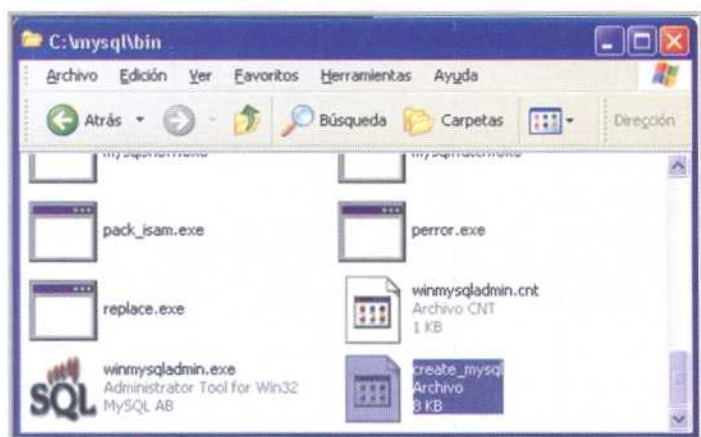 C:\mysql\bin
Archivo Edición Ver Favoritos Herramientas Ayuda
Atrás Búsqueda Carpetas Dirección
pack_isam.exe
perror.exe
replace.exe
winmysqladmin.cnt
Archivo CNT
1 KB
winmysqladmin.exe
Administrator Tool for Win32
MySQL AB
SQL
create_mysql
Archivo
8 KB